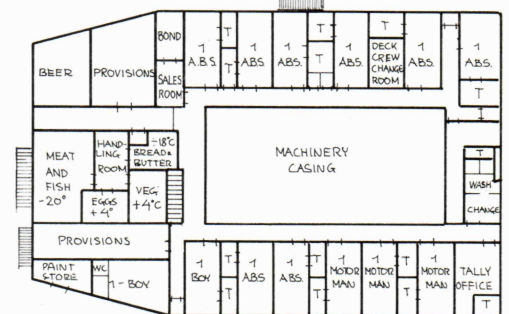 BEER
PROVISIONS
BOND
SALES
ROOM
1
A.B.S.
T
T
1
ABS
1
ABS.
T
T
1
ABS.
T
DECK
CREW
CHANGE
ROOM
1
ABS.
1
ABS.
T
MEAT
AND
FISH
-20°
HAND-
LING
ROOM
-18°C
BREAD&
BUTTER
EGGS
+4°
VEG
+4°C
MACHINERY
CASING
T
WASH
CHANGE
PROVISIONS
PAINT
STORE
WC
1-BOY
1
BOY
T
T
1
ABS
1
ABS.
T
T
1
MOTOR
MAN
1
MOTOR
MAN
T
T
1
MOTOR
MAN
TALLY
OFFICE
T